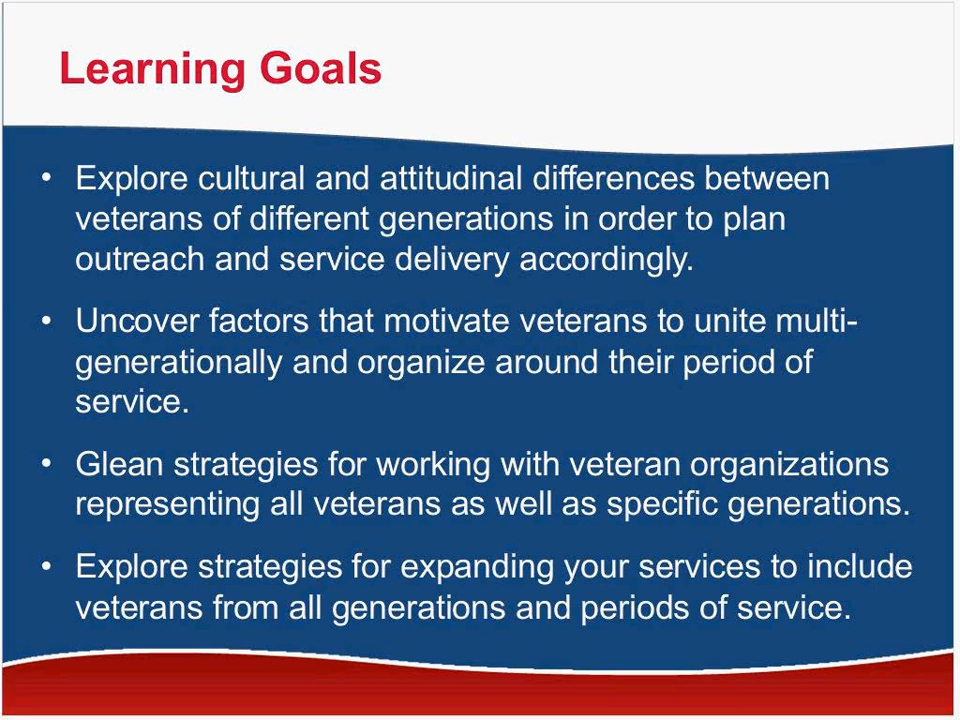 Learning Goals
• Explore cultural and attitudinal differences between
veterans of different generations in order to plan
outreach and service delivery accordingly.
• Uncover factors that motivate veterans to unite multi-
generationally and organize around their period of
service.
• Glean strategies for working with veteran organizations
representing all veterans as well as specific generations.
• Explore strategies for expanding your services to include
veterans from all generations and periods of service.